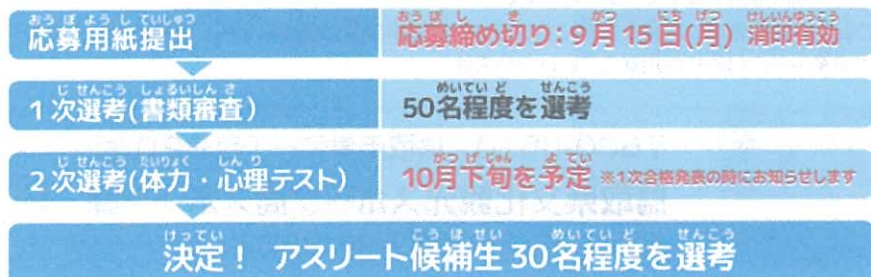 応募用紙提出
応募締め切り:9月15日(月) 消印有効
1次選考(書類審査)
50名程度を選考
2次選考(体力・心理テスト)
10月下旬を予定 ※1次合格発表の時にお知らせします
決定! アスリート候補生30名程度を選考